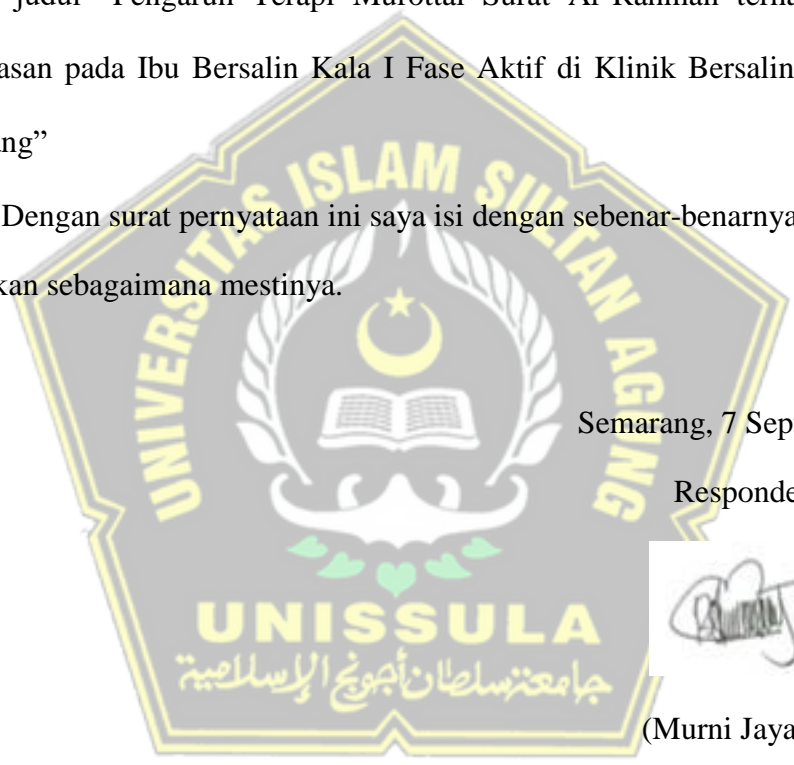 judul "Pengaruh Terapi Murottal Surat Ar-Rahman
asan pada Ibu Bersalin Kala I Fase Aktif di Klinik Bersalin
ng"
Dengan surat pernyataan ini saya isi dengan sebenar-benarnya
kan sebagaimana mestinya.
UNIVERSITAS ISLAM SULTAN AGUNG
Semarang, 7 Sep
Responde
UNISSULA
جامعة سلطان أجونج الإسلامية
(Murni Jaya